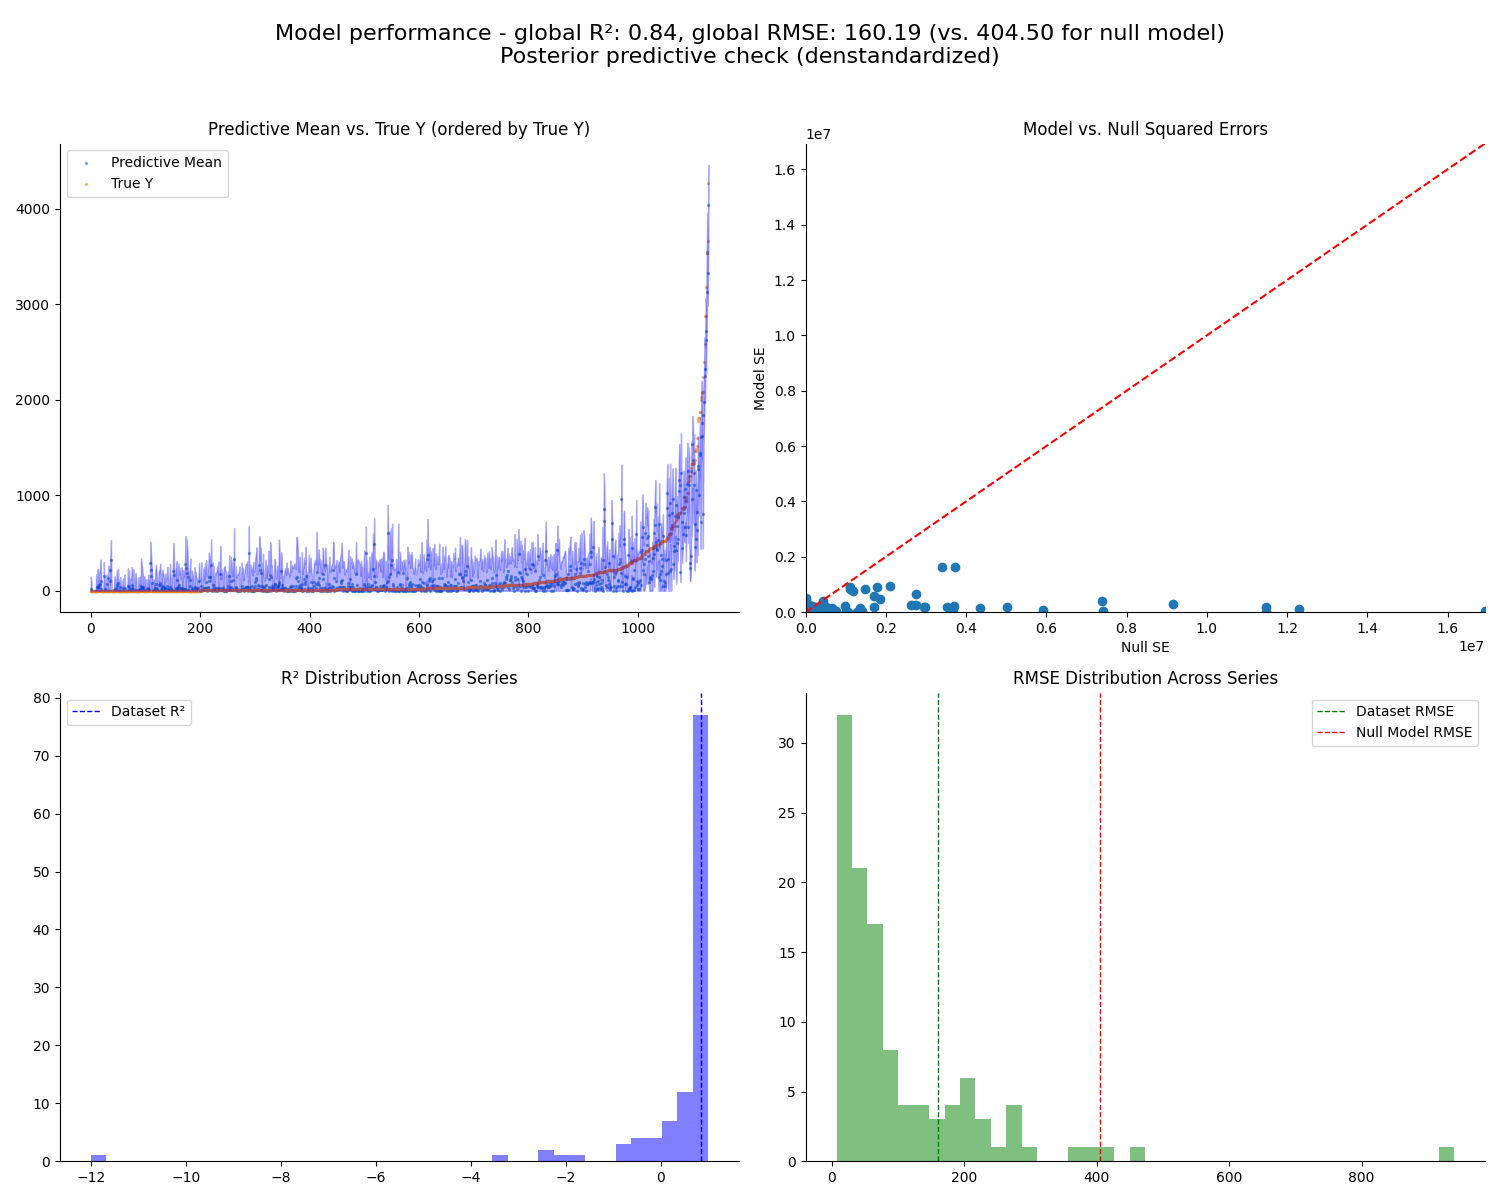 Model performance - global R²: 0.84, global RMSE: 160.19 (vs. 404.50 for null model)
Posterior predictive check (denstandardized)
Predictive Mean vs. True Y (ordered by True Y)
Predictive Mean
True Y
4000
3000
2000
1000
0
0 200 400 600 800 1000
Model vs. Null Squared Errors
1e7
1.6
1.4
1.2
1.0
0.8
0.6
0.4
0.2
0.0
Model SE
0.0 0.2 0.4 0.6 0.8 1.0 1.2 1.4 1.6
Null SE
1e7
R² Distribution Across Series
Dataset R²
80
70
60
50
40
30
20
10
0
−12 −10 −8 −6 −4 −2 0
RMSE Distribution Across Series
Dataset RMSE
Null Model RMSE
30
25
20
15
10
5
0
0 200 400 600 800